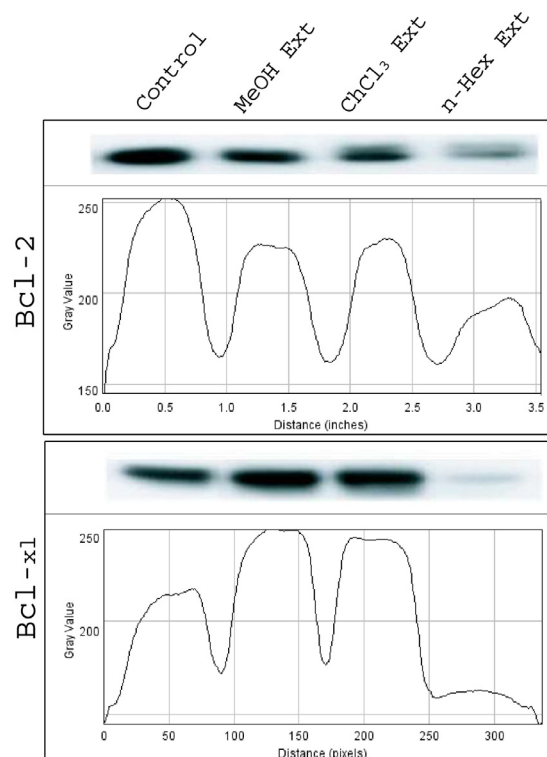 Control
MeOH Ext
ChCl₃ Ext
n-Hex Ext
Bcl-2
Gray Value
250
200
150
0.0 0.5 1.0 1.5 2.0 2.5 3.0 3.5
Distance (inches)
Bcl-xl
Gray Value
250
200
0 50 100 150 200 250 300
Distance (pixels)